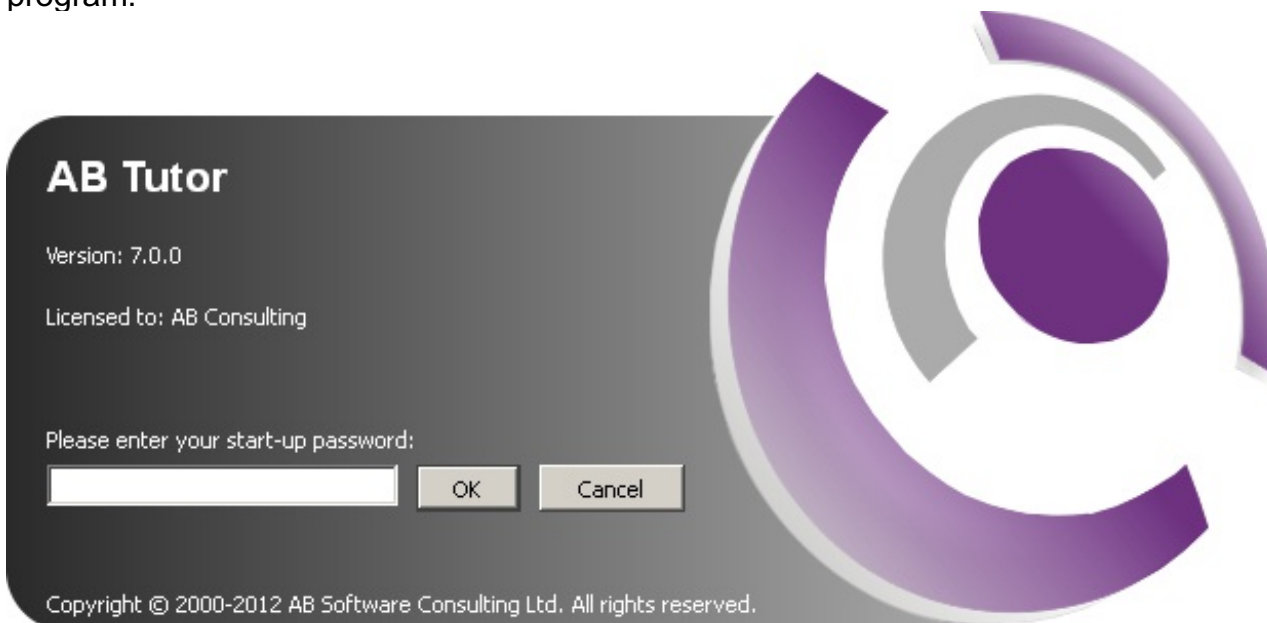 program.
AB Tutor
Version: 7.0.0
Licensed to: AB Consulting
Please enter your start-up password:
OK Cancel
Copyright © 2000-2012 AB Software Consulting Ltd. All rights reserved.